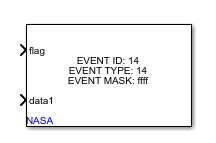 flag
EVENT ID: 14
EVENT TYPE: 14
EVENT MASK: ffff
data1
NASA